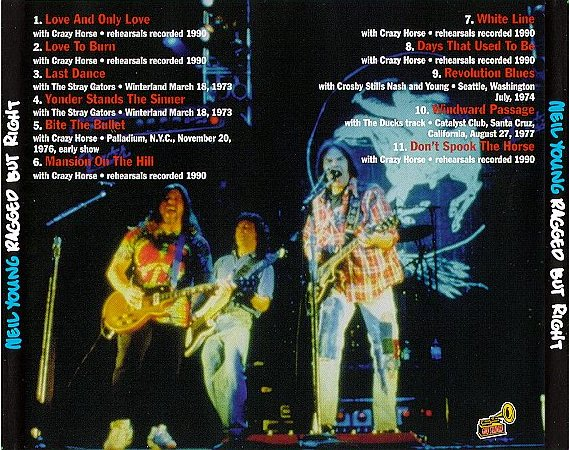 1. Love And Only Love
with Crazy Horse • rehearsals recorded 1990
2. Love To Burn
with Crazy Horse • rehearsals recorded 1990
3. Last Dance
with The Stray Gators • Winterland March 18, 1973
4. Yonder Stands The Sinner
with The Stray Gators • Winterland March 18, 1973
5. Bite The Bullet
with Crazy Horse • Palladium, N.Y.C., November 20,
1976, early show
6. Mansion On The Hill
with Crazy Horse • rehearsals recorded 1990
7. White Line
with Crazy Horse • rehearsals recorded 1990
8. Days That Used To Be
with Crazy Horse • rehearsals recorded 1990
9. Revolution Blues
with Crosby Stills Nash and Young • Seattle, Washington
July, 1974
10. Windward Passage
with The Ducks track • Catalyst Club, Santa Cruz,
California, August 27, 1977
11. Don't Spook The Horse
with Crazy Horse • rehearsals recorded 1990
NEIL YOUNG RAGGED BUT RIGHT
NEIL YOUNG RAGGED BUT RIGHT